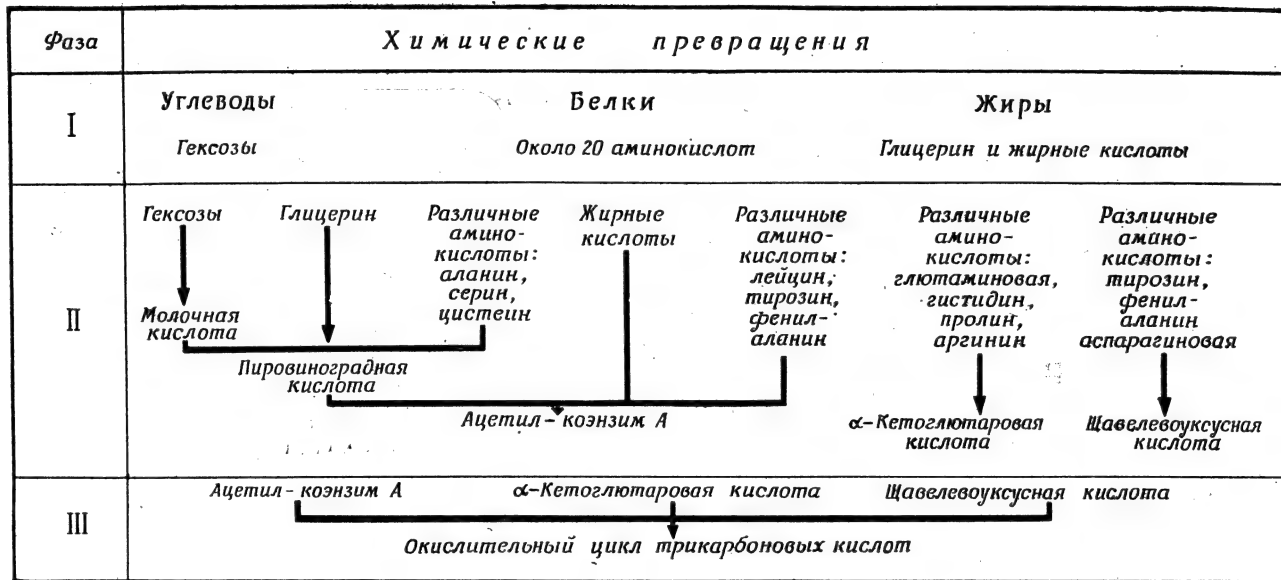 Фаза
Химические превращения
I
Углеводы
Белки
Жиры
Гексозы
Около 20 аминокислот
Глицерин и жирные кислоты
II
Гексозы
Молочная
кислота
Глицерин
Различные
амино-
кислоты:
аланин,
серин,
цистеин
Пировиноградная
кислота
Жирные
кислоты
Различные
амино-
кислоты:
лейцин,
тирозин,
фенил-
аланин
Ацетил-коэнзим А
Различные
амино-
кислоты:
глютаминовая,
гистидин,
пролин,
аргинин
α-Кетоглютаровая
кислота
Различные
амино-
кислоты:
тирозин,
фенил-
аланин
аспарагиновая
Щавелевоуксусная
кислота
III
Ацетил-коэнзим А
α-Кетоглютаровая кислота
Щавелевоуксусная кислота
Окислительный цикл трикарбоновых кислот